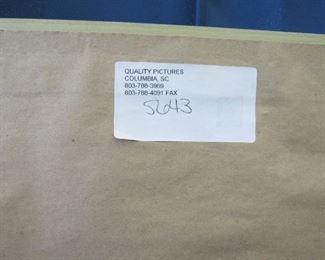 QUALITY PICTURES
COLUMBIA, SC
803-788-3969
803-788-4091 FAX
5643